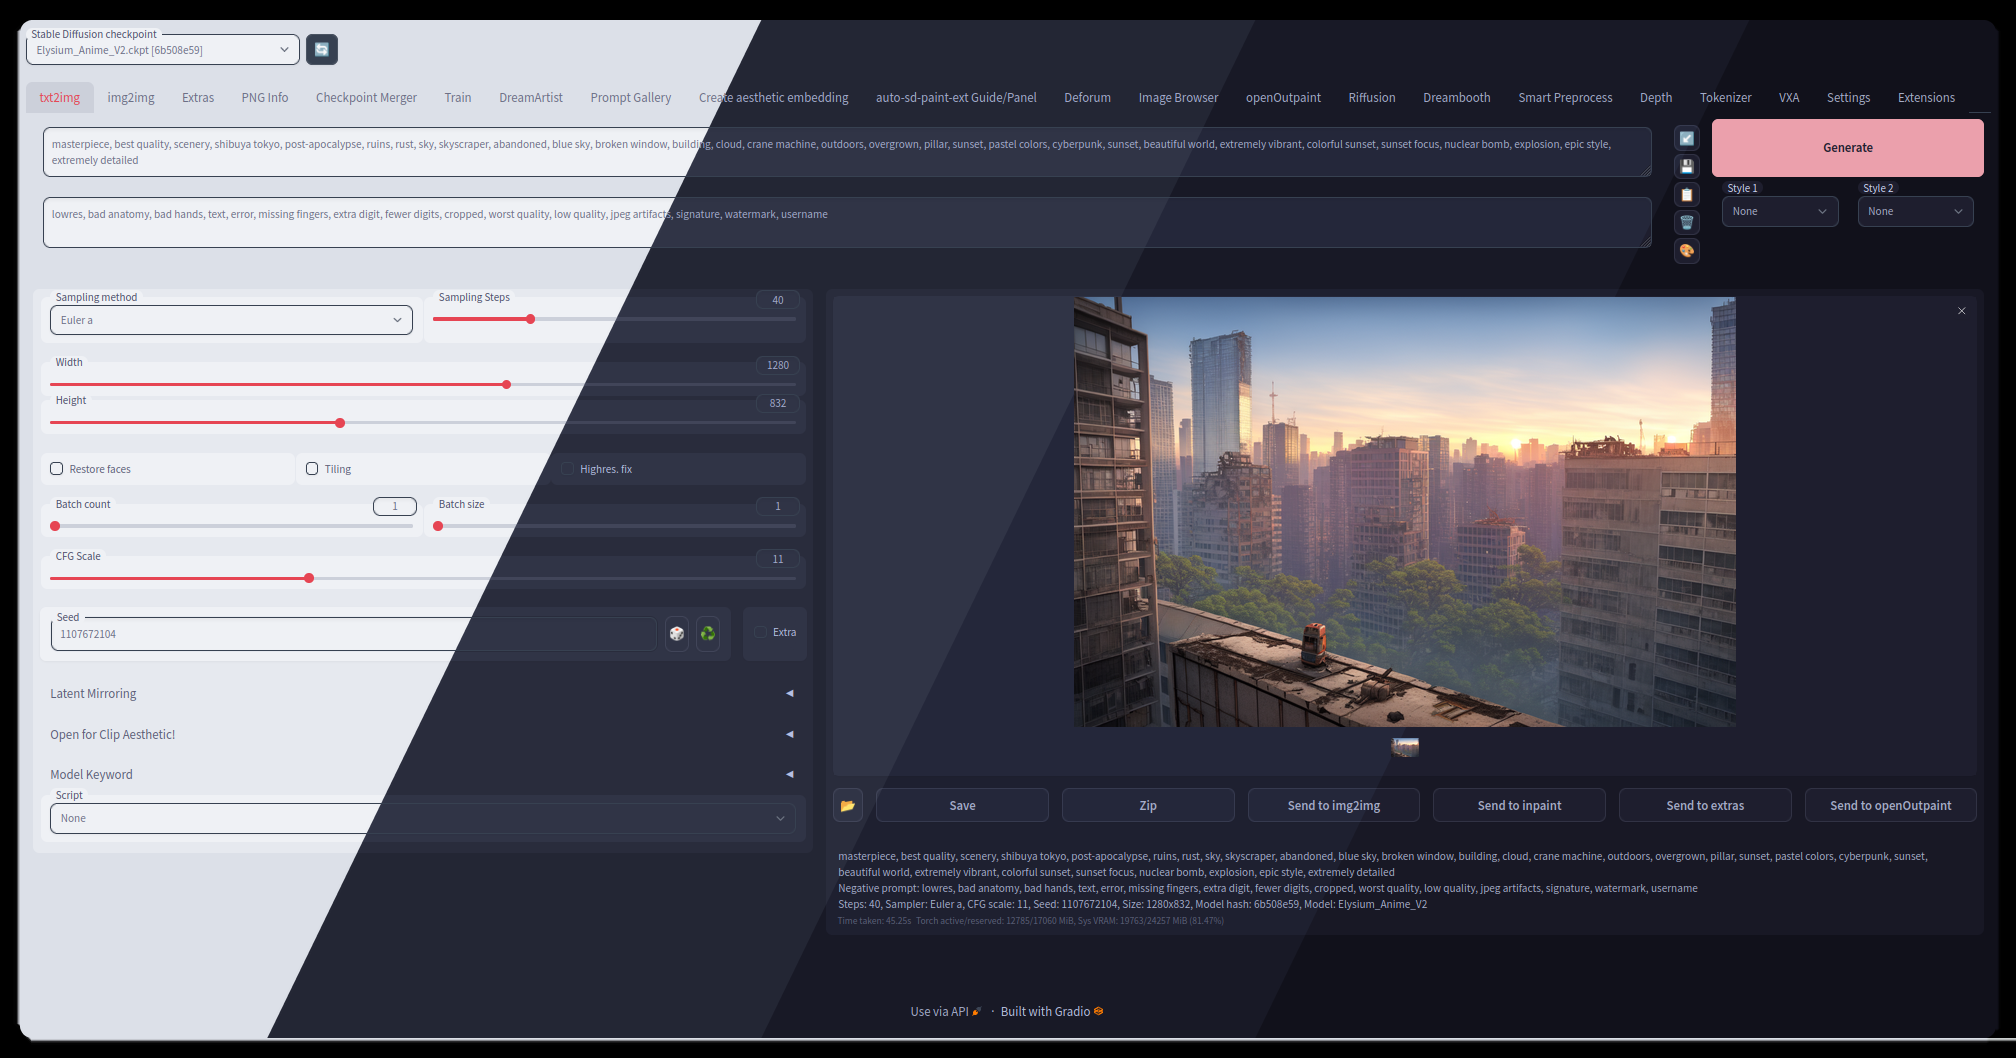 Stable Diffusion checkpoint
Elysium_Anime_V2.ckpt [6b508e59]
txt2img img2img Extras PNG Info Checkpoint Merger Train DreamArtist Prompt Gallery Create aesthetic embedding auto-sd-paint-ext Guide/Panel Deforum Image Browser openOutpaint Riffusion Dreambooth Smart Preprocess Depth Tokenizer VXA Settings Extensions
masterpiece, best quality, scenery, shibuya tokyo, post-apocalypse, ruins, rust, sky, skyscraper, abandoned, blue sky, broken window, building, cloud, crane machine, outdoors, overgrown, pillar, sunset, pastel colors, cyberpunk, sunset, beautiful world, extremely vibrant, colorful sunset, sunset focus, nuclear bomb, explosion, epic style,
extremely detailed
Generate
Style 1 Style 2
None None
lowres, bad anatomy, bad hands, text, error, missing fingers, extra digit, fewer digits, cropped, worst quality, low quality, jpeg artifacts, signature, watermark, username
Sampling method Sampling Steps 40
Euler a
Width 1280
Height 832
Restore faces Tiling Highres. fix
Batch count 1 Batch size 1
CFG Scale 11
Seed
1107672104
Extra
Latent Mirroring
Open for Clip Aesthetic!
Model Keyword
Script
None
Save Zip Send to img2img Send to inpaint Send to extras Send to openOutpaint
masterpiece, best quality, scenery, shibuya tokyo, post-apocalypse, ruins, rust, sky, skyscraper, abandoned, blue sky, broken window, building, cloud, crane machine, outdoors, overgrown, pillar, sunset, pastel colors, cyberpunk, sunset,
beautiful world, extremely vibrant, colorful sunset, sunset focus, nuclear bomb, explosion, epic style, extremely detailed
Negative prompt: lowres, bad anatomy, bad hands, text, error, missing fingers, extra digit, fewer digits, cropped, worst quality, low quality, jpeg artifacts, signature, watermark, username
Steps: 40, Sampler: Euler a, CFG scale: 11, Seed: 1107672104, Size: 1280x832, Model hash: 6b508e59, Model: Elysium_Anime_V2
Time taken: 45.25s Torch active/reserved: 12785/17060 MiB, Sys VRAM: 19763/24257 MiB (81.47%)
Use via API · Built with Gradio